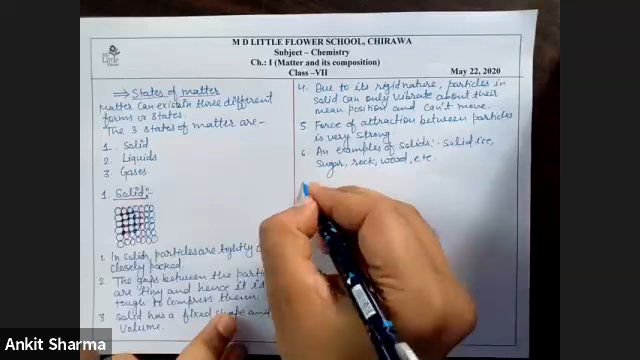 Little
M D LITTLE FLOWER SCHOOL, CHIRAWA
Subject – Chemistry
Ch.: I (Matter and its composition)
Class –VII
May 22, 2020
States of matter
Matter can exist in three different
forms or states.
The 3 states of matter are -
1. Solid
2. Liquids
3. Gases
1. Solid:-
1. In solid, particles are tightly
closely packed.
2. The gaps between the
are tiny and hence it is
tough to compress them.
3. Solid has a fixed shape and
volume.
4. Due to its rigid nature, particles in
solid can only vibrate about their
mean position and can't move.
5 Force of attraction between particles
is very strong.
6. An examples of solids: solid ice,
sugar, rock, wood, etc.
Ankit Sharma